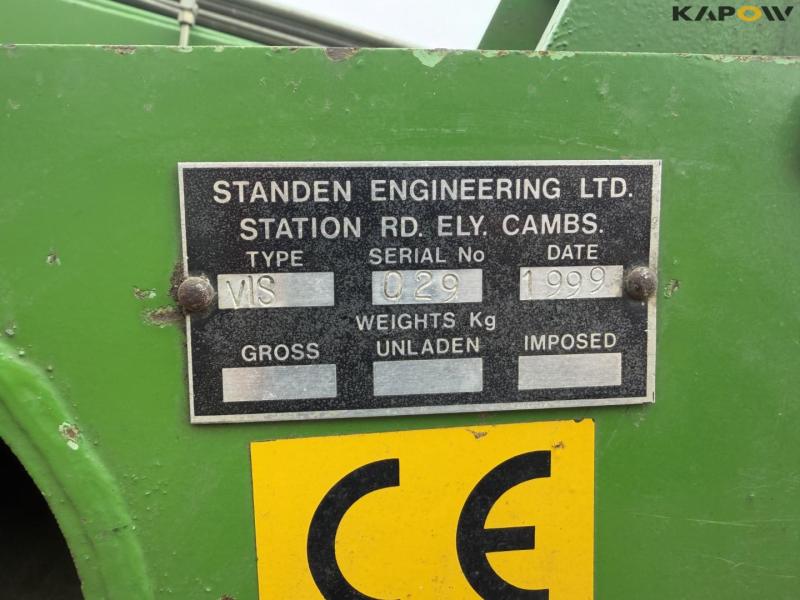 KAPOW
STANDEN ENGINEERING LTD.
STATION RD. ELY. CAMBS.
TYPE SERIAL No DATE
VIS 029 1999
WEIGHTS Kg
GROSS UNLADEN IMPOSED
CE